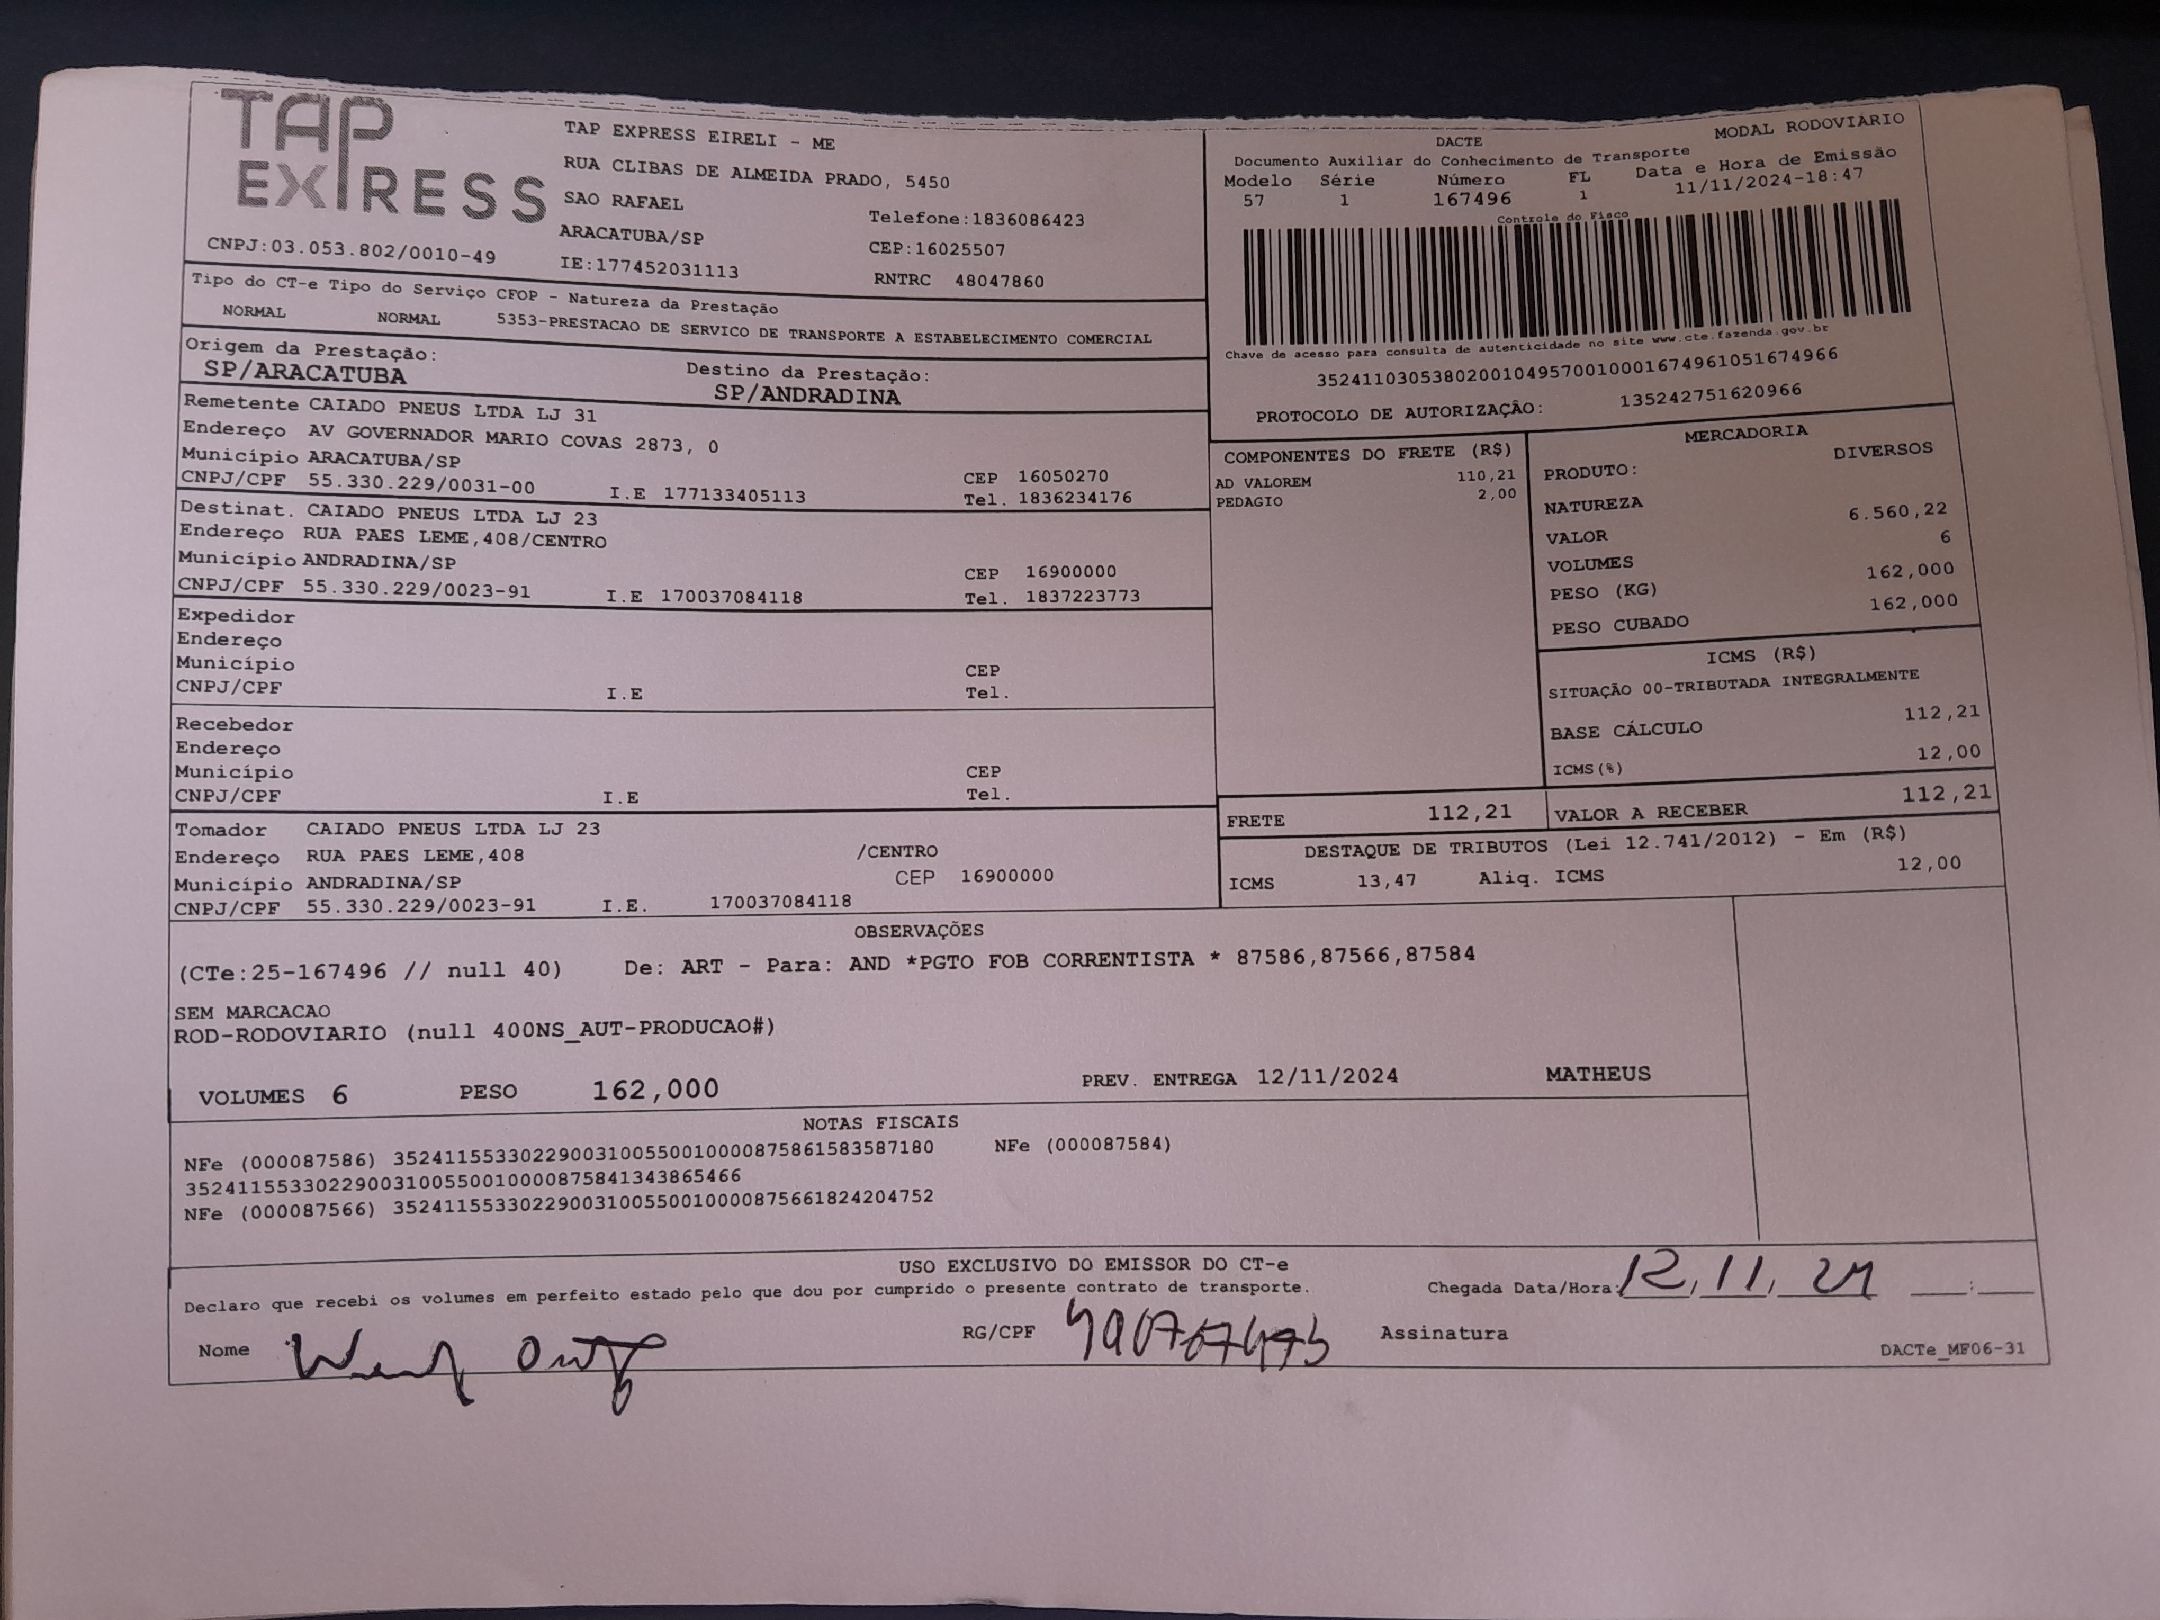 TAP
EXPRESS
CNPJ:03.053.802/0010-49
TAP EXPRESS EIRELI - ME
RUA CLIBAS DE ALMEIDA PRADO, 5450
SAO RAFAEL
ARACATUBA/SP
IE:177452031113
Telefone:1836086423
CEP:16025507
RNTRC 48047860
DACTE MODAL RODOVIARIO
Documento Auxiliar do Conhecimento de Transporte
Modelo Série Número FL Data e Hora de Emissão
57 1 167496 1 11/11/2024-18:47
Controle do Fisco
Chave de acesso para consulta de autenticidade no site www.cte.fazenda.gov.br
35241103053802001049570010001674961051674966
PROTOCOLO DE AUTORIZAÇÃO: 135242751620966
Tipo do CT-e Tipo do Serviço CFOP - Natureza da Prestação
NORMAL NORMAL 5353-PRESTACAO DE SERVICO DE TRANSPORTE A ESTABELECIMENTO COMERCIAL
Origem da Prestação: Destino da Prestação:
SP/ARACATUBA SP/ANDRADINA
Remetente CAIADO PNEUS LTDA LJ 31
Endereço AV GOVERNADOR MARIO COVAS 2873, 0
Município ARACATUBA/SP CEP 16050270
CNPJ/CPF 55.330.229/0031-00 I.E 177133405113 Tel. 1836234176
Destinat. CAIADO PNEUS LTDA LJ 23
Endereço RUA PAES LEME,408/CENTRO
Município ANDRADINA/SP CEP 16900000
CNPJ/CPF 55.330.229/0023-91 I.E 170037084118 Tel. 1837223773
Expedidor
Endereço
Município CEP
CNPJ/CPF I.E Tel.
Recebedor
Endereço
Município CEP
CNPJ/CPF I.E Tel.
Tomador CAIADO PNEUS LTDA LJ 23
Endereço RUA PAES LEME,408 /CENTRO
Município ANDRADINA/SP CEP 16900000
CNPJ/CPF 55.330.229/0023-91 I.E. 170037084118
COMPONENTES DO FRETE (R$)
AD VALOREM 110,21
PEDAGIO 2,00
MERCADORIA
PRODUTO: DIVERSOS
NATUREZA
VALOR 6.560,22
VOLUMES 6
PESO (KG) 162,000
PESO CUBADO 162,000
ICMS (R$)
SITUAÇÃO 00-TRIBUTADA INTEGRALMENTE
BASE CÁLCULO 112,21
ICMS(%) 12,00
FRETE 112,21 VALOR A RECEBER 112,21
DESTAQUE DE TRIBUTOS (Lei 12.741/2012) - Em (R$)
ICMS 13,47 Aliq. ICMS 12,00
OBSERVAÇÕES
(CTe:25-167496 // null 40) De: ART - Para: AND *PGTO FOB CORRENTISTA * 87586,87566,87584
SEM MARCACAO
ROD-RODOVIARIO (null 400NS_AUT-PRODUCAO#)
VOLUMES 6 PESO 162,000 PREV. ENTREGA 12/11/2024 MATHEUS
NOTAS FISCAIS
NFe (000087586) 35241155330229003100550010000875861583587180 NFe (000087584)
35241155330229003100550010000875841343865466
NFe (000087566) 35241155330229003100550010000875661824204752
USO EXCLUSIVO DO EMISSOR DO CT-e
Declaro que recebi os volumes em perfeito estado pelo que dou por cumprido o presente contrato de transporte. Chegada Data/Hora: 12, 11, 24 :
Nome RG/CPF Assinatura
DACTe_MF06-31